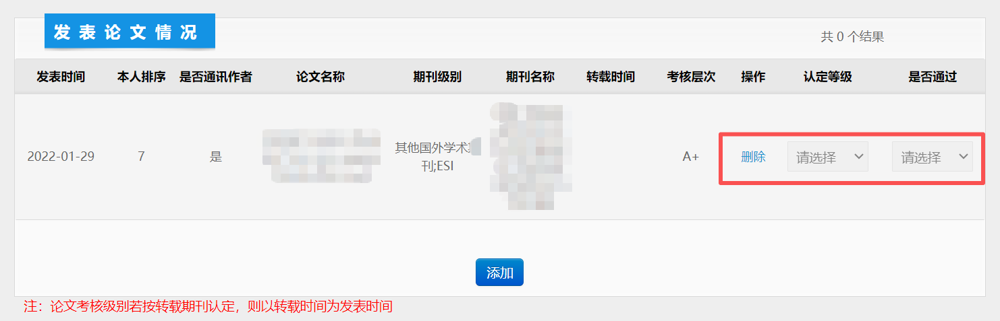 发表论文情况
共 0 个结果
发表时间 本人排序 是否通讯作者 论文名称 期刊级别 期刊名称 转载时间 考核层次 操作 认定等级 是否通过
2022-01-29 7 是 其他国外学术 A+ 删除 请选择 请选择
刊;ESI
添加
注：论文考核级别若按转载期刊认定，则以转载时间为发表时间